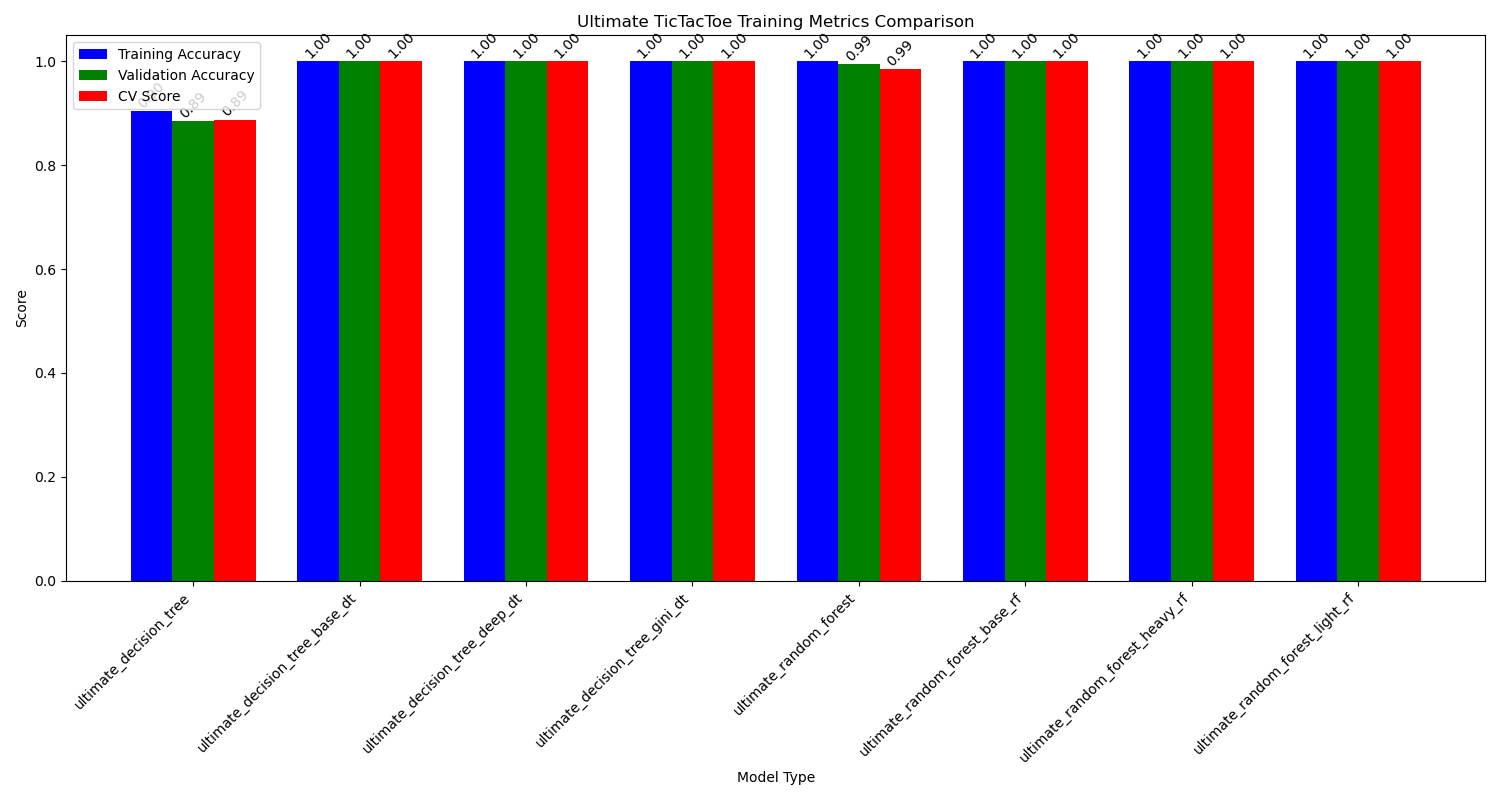 Ultimate TicTacToe Training Metrics Comparison
Training Accuracy
Validation Accuracy
CV Score
0.90 0.89 0.89
1.00 1.00 1.00
1.00 1.00 1.00
1.00 1.00 1.00
1.00 0.99 0.99
1.00 1.00 1.00
1.00 1.00 1.00
1.00 1.00 1.00
Score
1.0
0.8
0.6
0.4
0.2
0.0
ultimate_decision_tree
ultimate_decision_tree_base_dt
ultimate_decision_tree_deep_dt
ultimate_decision_tree_gini_dt
ultimate_random_forest
ultimate_random_forest_base_rf
ultimate_random_forest_heavy_rf
ultimate_random_forest_light_rf
Model Type